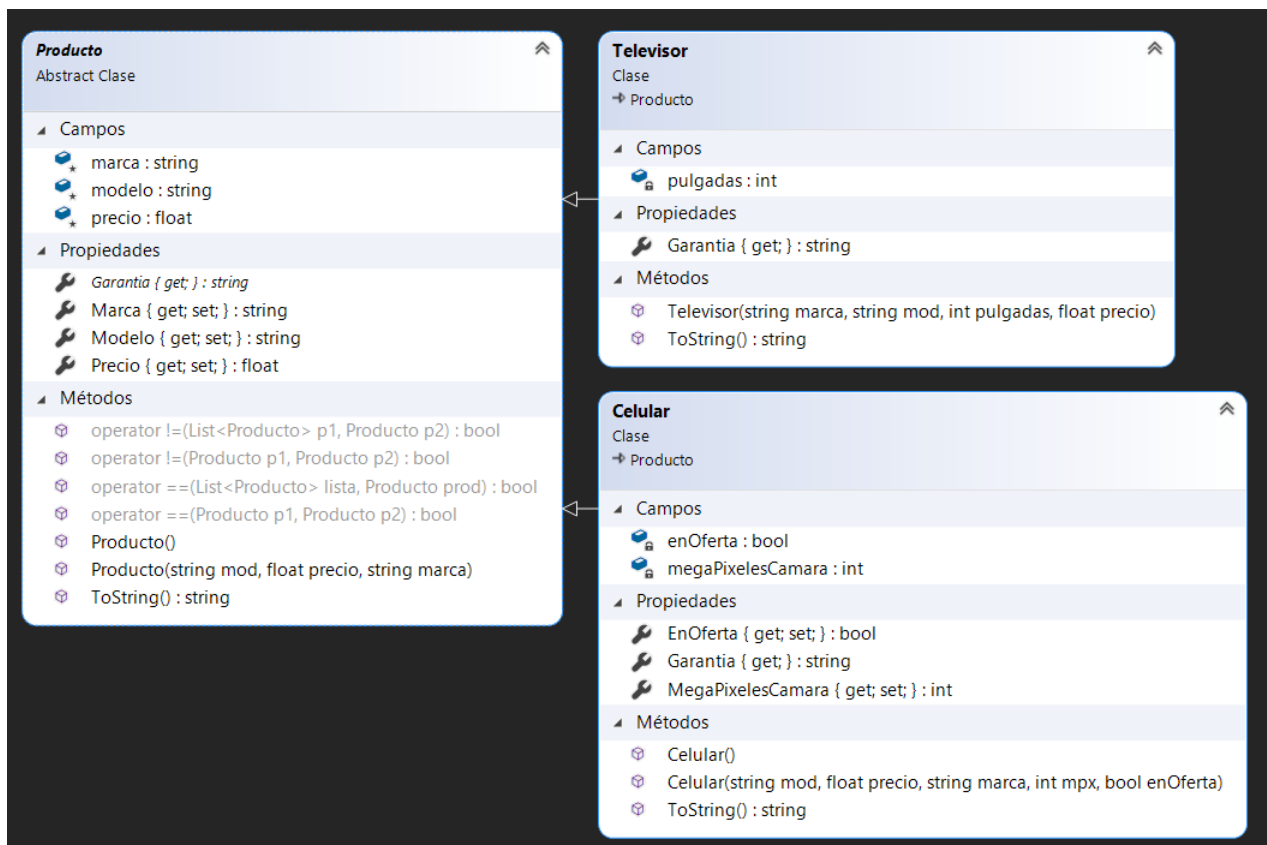 Producto
Abstract Clase
Campos
marca : string
modelo : string
precio : float
Propiedades
Garantia { get; } : string
Marca { get; set; } : string
Modelo { get; set; } : string
Precio { get; set; } : float
Métodos
operator !=(List<Producto> p1, Producto p2) : bool
operator !=(Producto p1, Producto p2) : bool
operator ==(List<Producto> lista, Producto prod) : bool
operator ==(Producto p1, Producto p2) : bool
Producto()
Producto(string mod, float precio, string marca)
ToString() : string
Televisor
Clase
Producto
Campos
pulgadas : int
Propiedades
Garantia { get; } : string
Métodos
Televisor(string marca, string mod, int pulgadas, float precio)
ToString() : string
Celular
Clase
Producto
Campos
enOferta : bool
megaPixelesCamara : int
Propiedades
EnOferta { get; set; } : bool
Garantia { get; } : string
MegaPixelesCamara { get; set; } : int
Métodos
Celular()
Celular(string mod, float precio, string marca, int mpx, bool enOferta)
ToString() : string